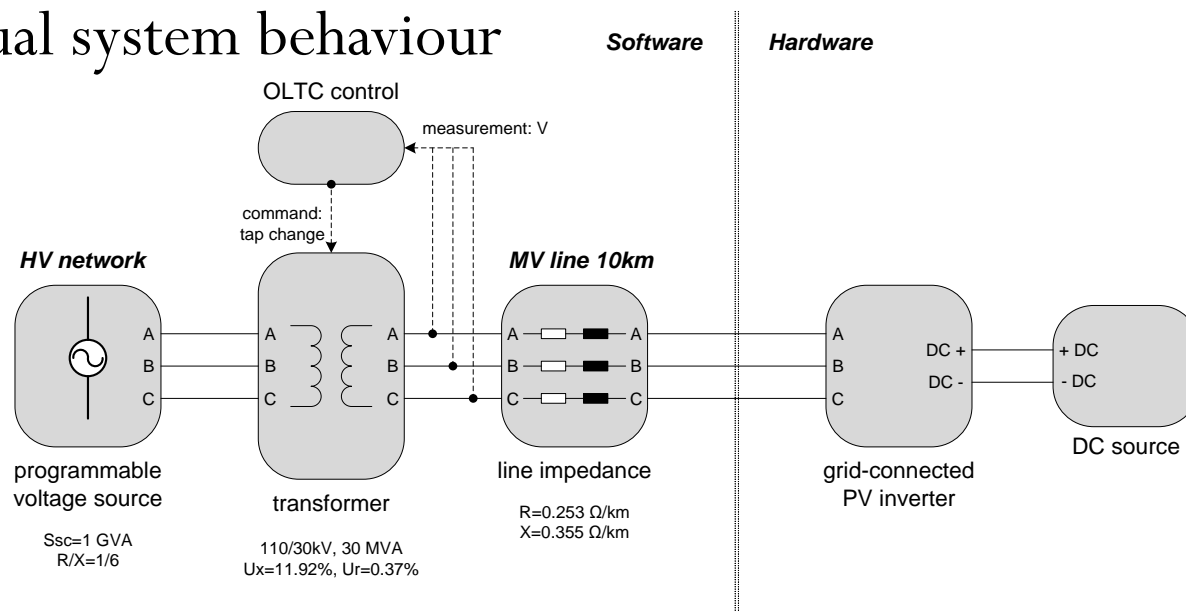 ual system behaviour
Software
Hardware
OLTC control
measurement: V
command:
tap change
HV network
MV line 10km
A
B
C
A
B
C
A
B
C
A
B
C
A
B
C
A
B
C
DC +
DC -
+ DC
- DC
programmable
voltage source
Ssc=1 GVA
R/X=1/6
transformer
110/30kV, 30 MVA
Ux=11.92%, Ur=0.37%
line impedance
R=0.253 Ω/km
X=0.355 Ω/km
grid-connected
PV inverter
DC source